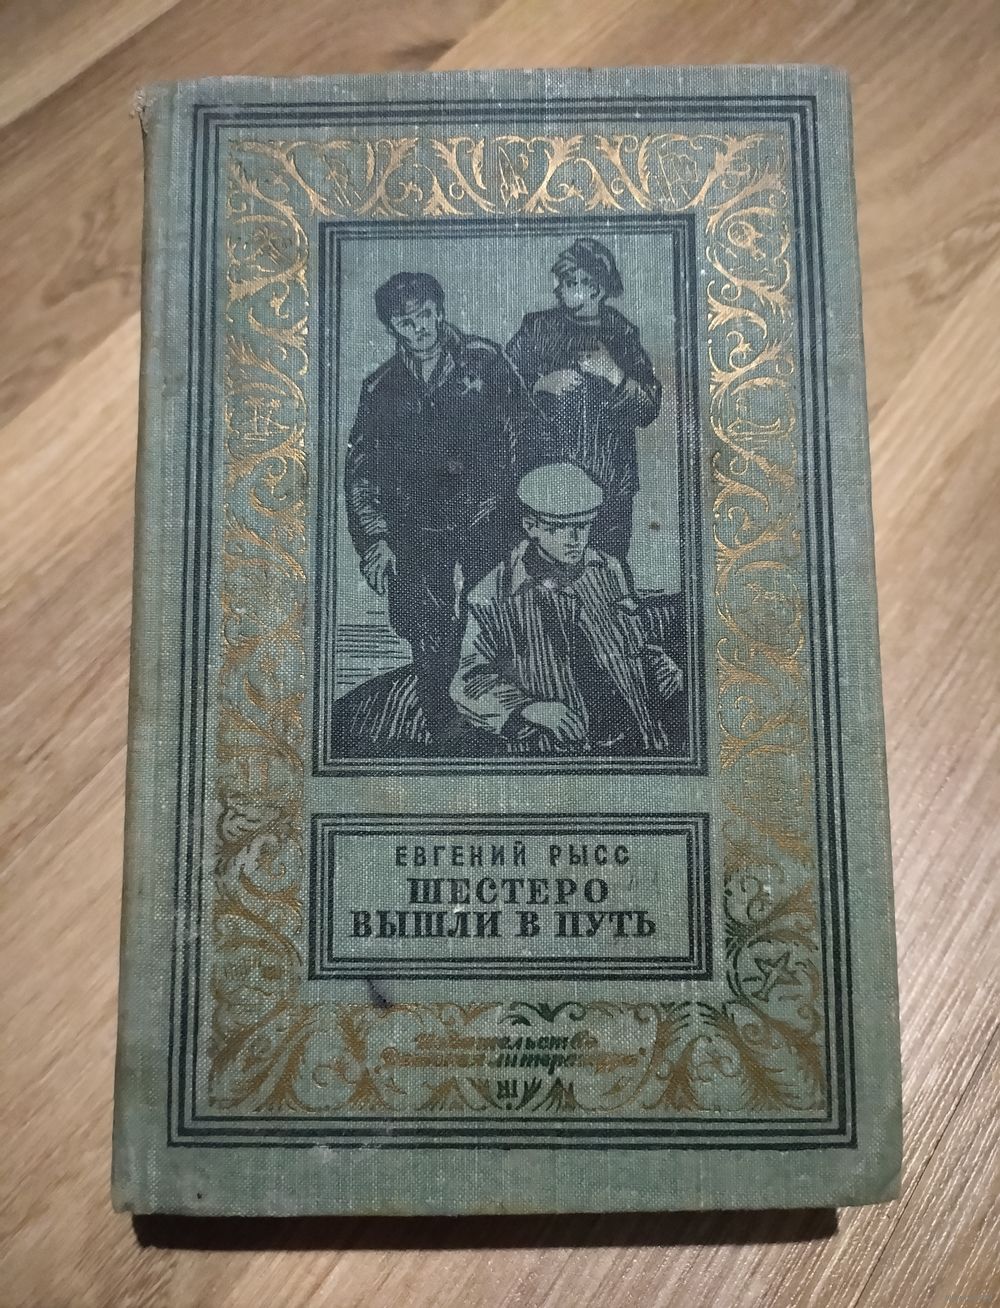 ЕВГЕНИЙ РЫСС
ШЕСТЕРО
ВЫШЛИ В ПУТЬ
Издательство
„Детская литература“